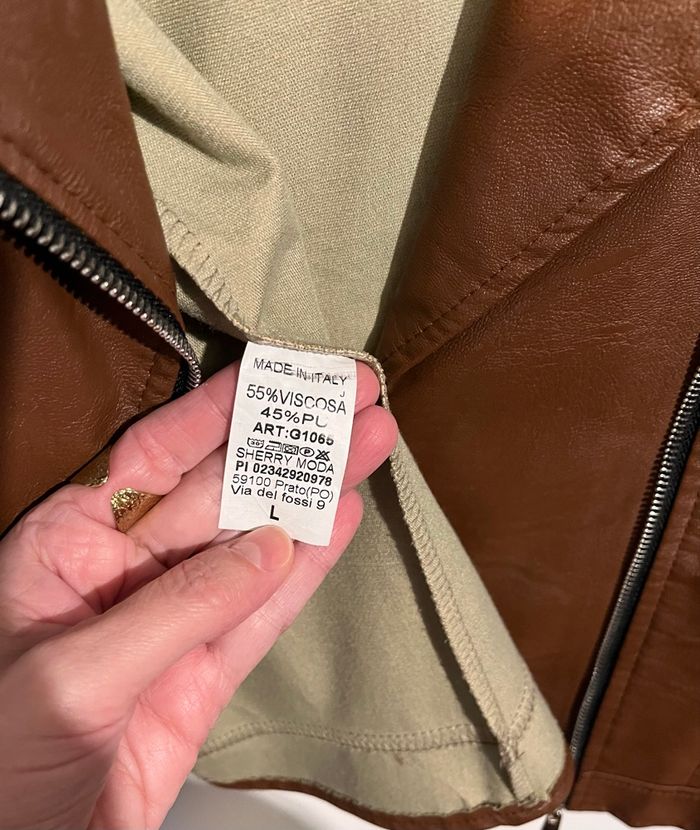 MADE IN ITALY
J
55%VISCOSA
45%PU
ART:G1065
SHERRY MODA
PI 02342920978
59100 Prato(PO)
Via dei fossi 9
L